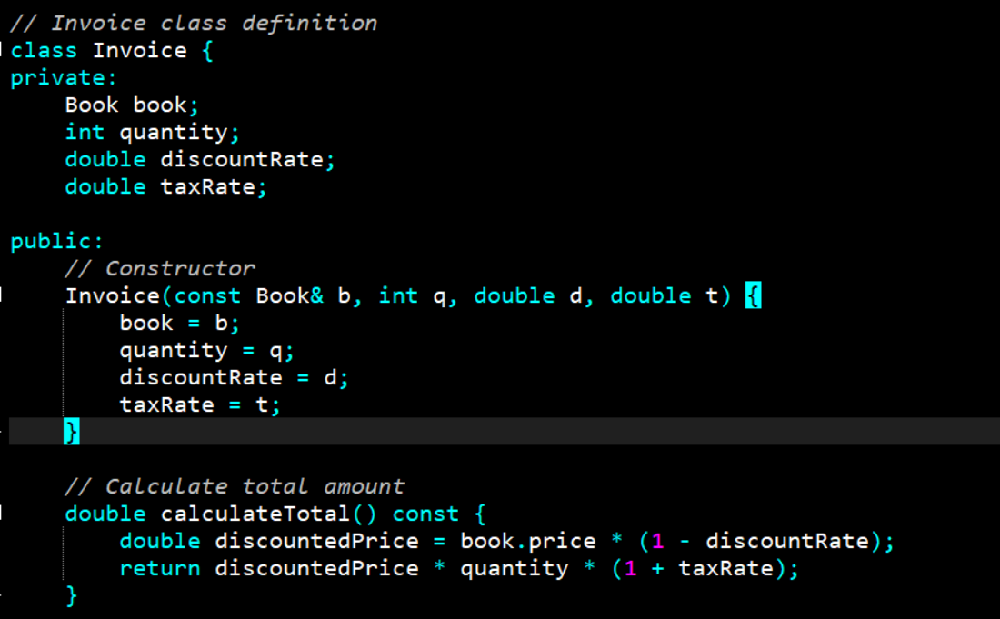 // Invoice class definition
class Invoice {
private:
    Book book;
    int quantity;
    double discountRate;
    double taxRate;

public:
    // Constructor
    Invoice(const Book& b, int q, double d, double t) {
        book = b;
        quantity = q;
        discountRate = d;
        taxRate = t;
    }

    // Calculate total amount
    double calculateTotal() const {
        double discountedPrice = book.price * (1 - discountRate);
        return discountedPrice * quantity * (1 + taxRate);
    }